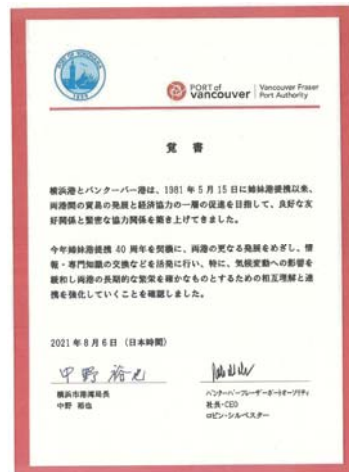 PORT OF YOKOHAMA
1859
PORT of vancouver
Vancouver Fraser
Port Authority
覚 書
横浜港とバンクーバー港は、1981 年 5 月 15 日に姉妹港提携以来、
両港間の貿易の発展と経済協力の一層の促進を目指して、良好な友
好関係と緊密な協力関係を築き上げてきました。
今年姉妹港提携 40 周年を契機に、両港の更なる発展をめざし、情
報・専門知識の交換などを活発に行い、特に、気候変動への影響を
緩和し両港の長期的な繁栄を確かなものとするための相互理解と連
携を強化していくことを確認しました。
2021 年 8 月 6 日 (日本時間)
中野 裕也
横浜市港湾局長
中野 裕也
バンクーバー・フレーザーポートオーソリティ
社長・CEO
ロビン・シルベスター